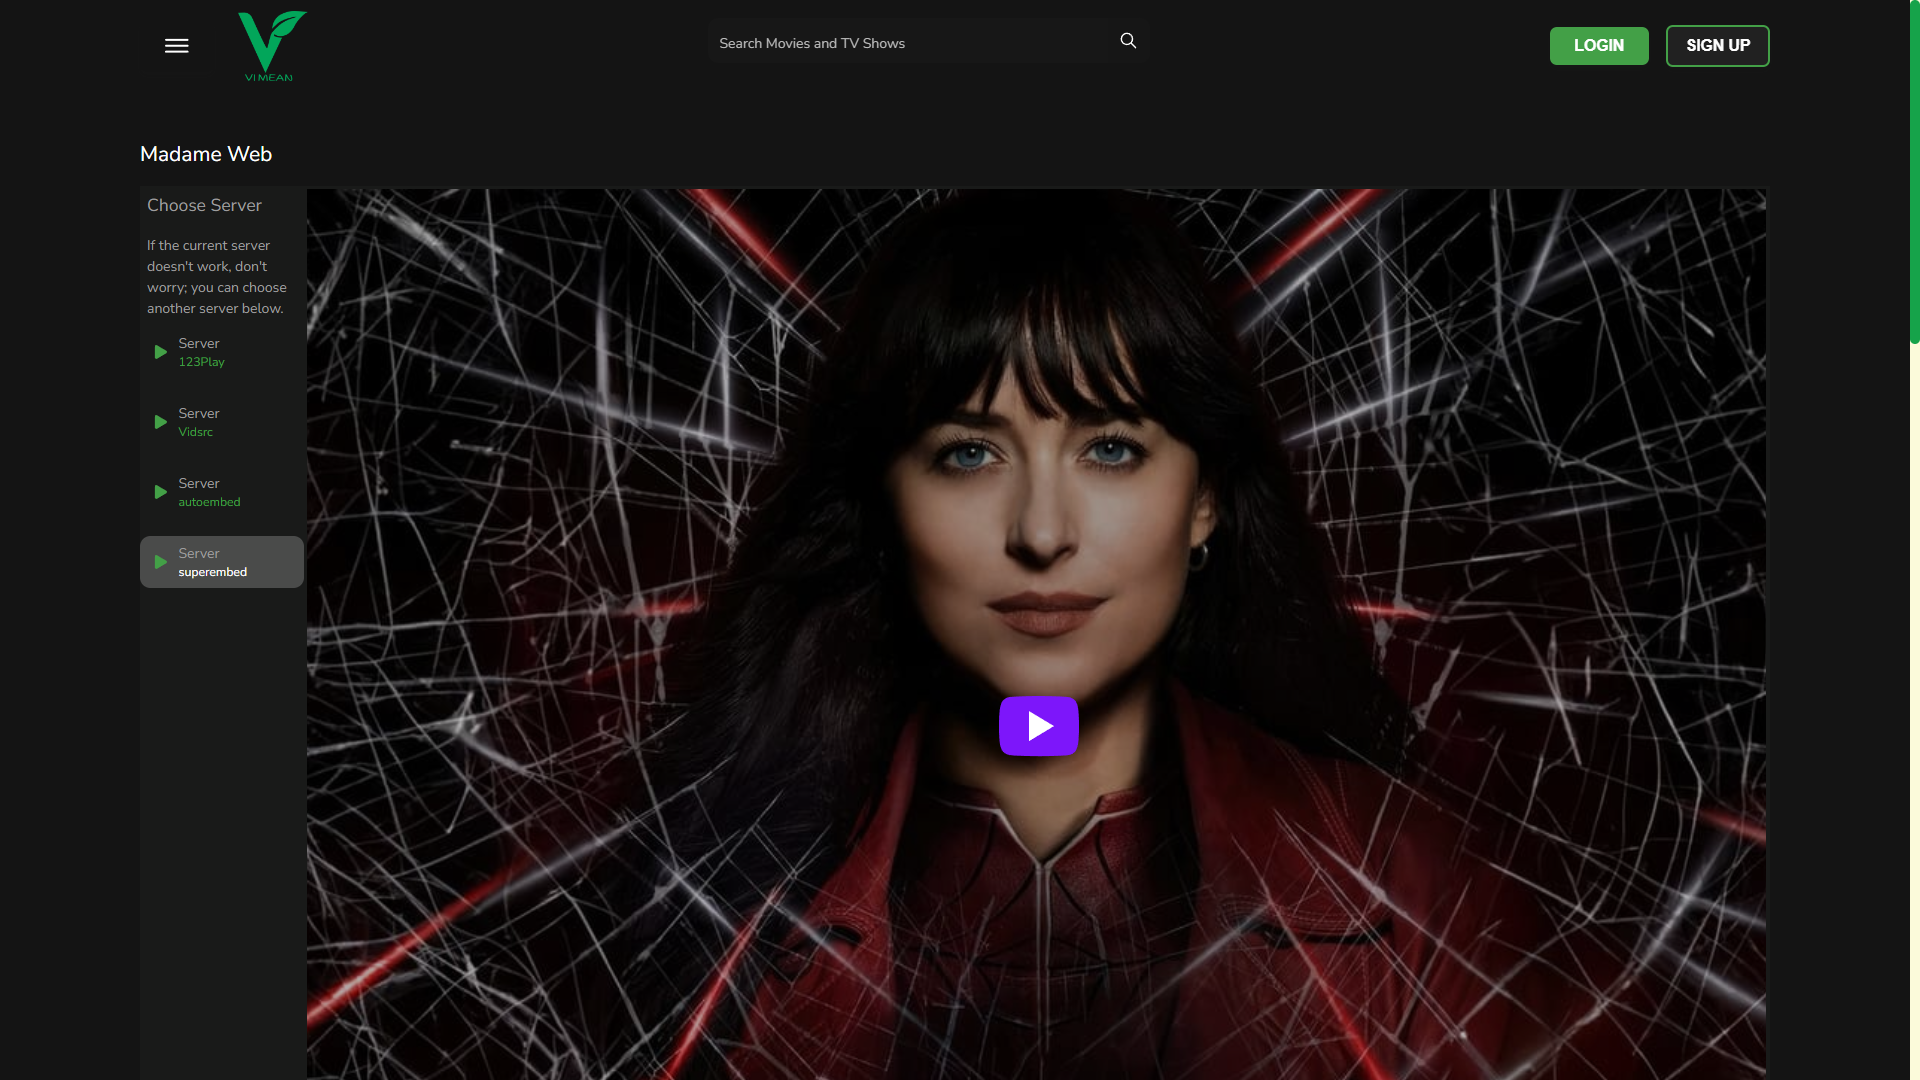 VIMEAN
Search Movies and TV Shows
LOGIN
SIGN UP
Madame Web
Choose Server
If the current server
doesn't work, don't
worry; you can choose
another server below.
Server
123Play
Server
Vidsrc
Server
autoembed
Server
superembed